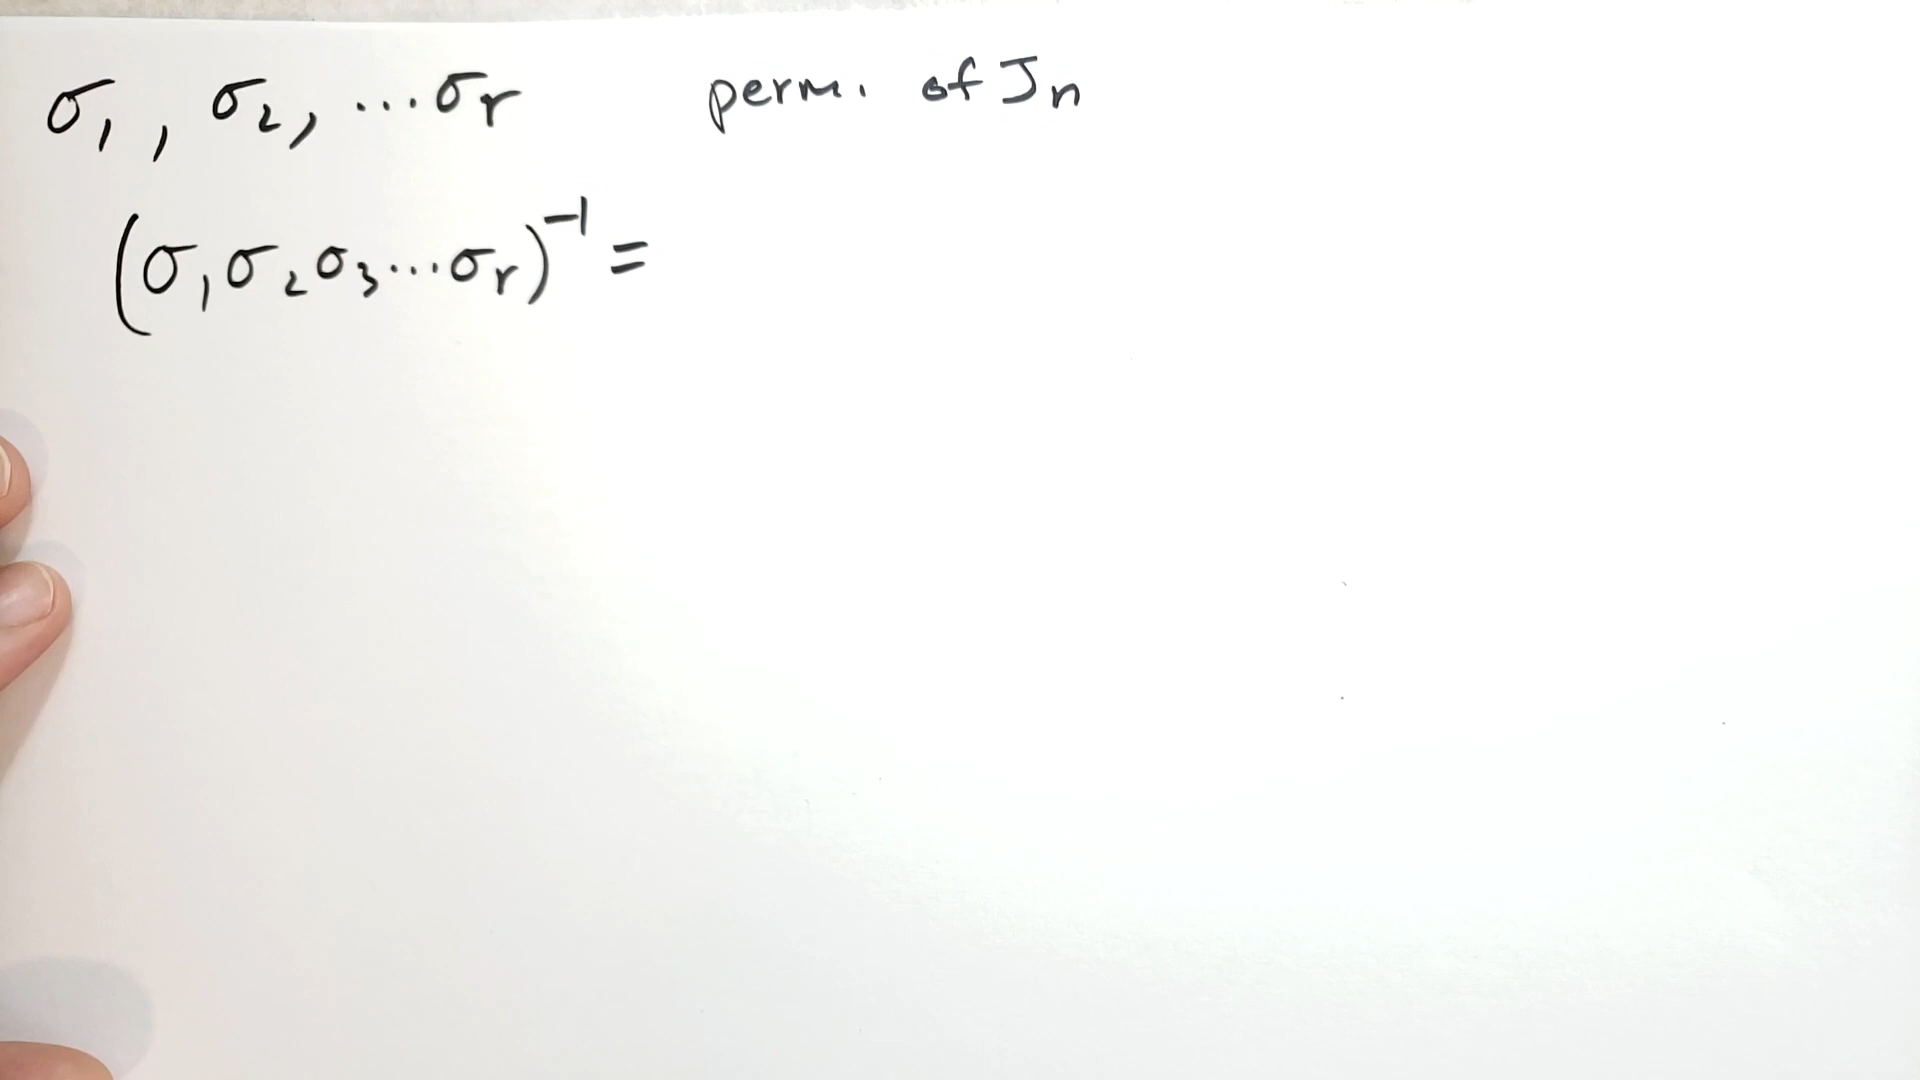 σ₁, σ₂, ...σᵣ perm. of Jₙ
(σ₁σ₂σ₃...σᵣ)⁻¹ =